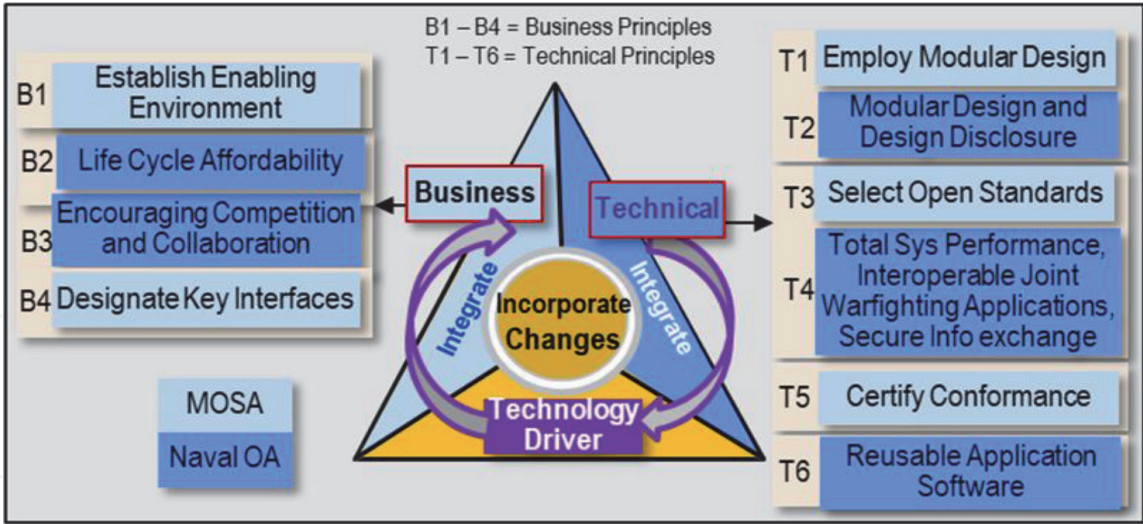 B1 – B4 = Business Principles
T1 – T6 = Technical Principles
B1
Establish Enabling
Environment
B2
Life Cycle Affordability
B3
Encouraging Competition
and Collaboration
B4
Designate Key Interfaces
MOSA
Naval OA
Business
Technical
Integrate
Integrate
Incorporate
Changes
Technology
Driver
T1
Employ Modular Design
T2
Modular Design and
Design Disclosure
T3
Select Open Standards
T4
Total Sys Performance,
Interoperable Joint
Warfighting Applications,
Secure Info exchange
T5
Certify Conformance
T6
Reusable Application
Software